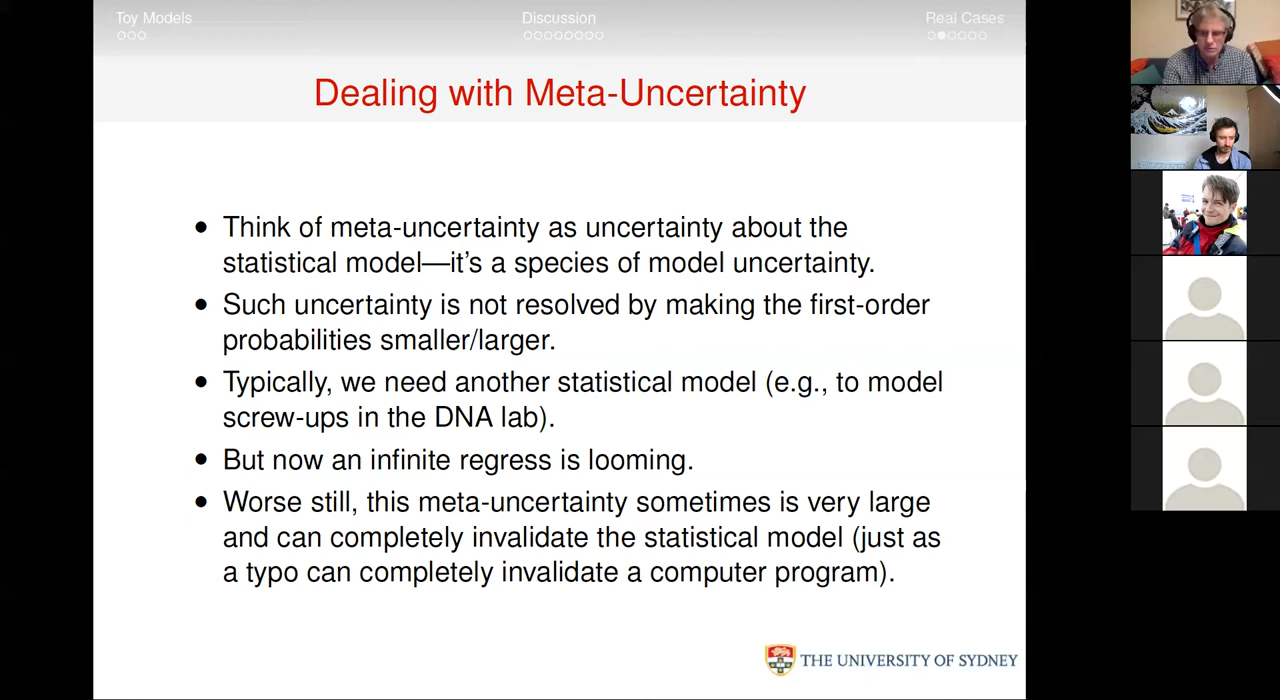 Toy Models
Discussion
Real Cases
Dealing with Meta-Uncertainty
• Think of meta-uncertainty as uncertainty about the
statistical model—it's a species of model uncertainty.
• Such uncertainty is not resolved by making the first-order
probabilities smaller/larger.
• Typically, we need another statistical model (e.g., to model
screw-ups in the DNA lab).
• But now an infinite regress is looming.
• Worse still, this meta-uncertainty sometimes is very large
and can completely invalidate the statistical model (just as
a typo can completely invalidate a computer program).
THE UNIVERSITY OF SYDNEY